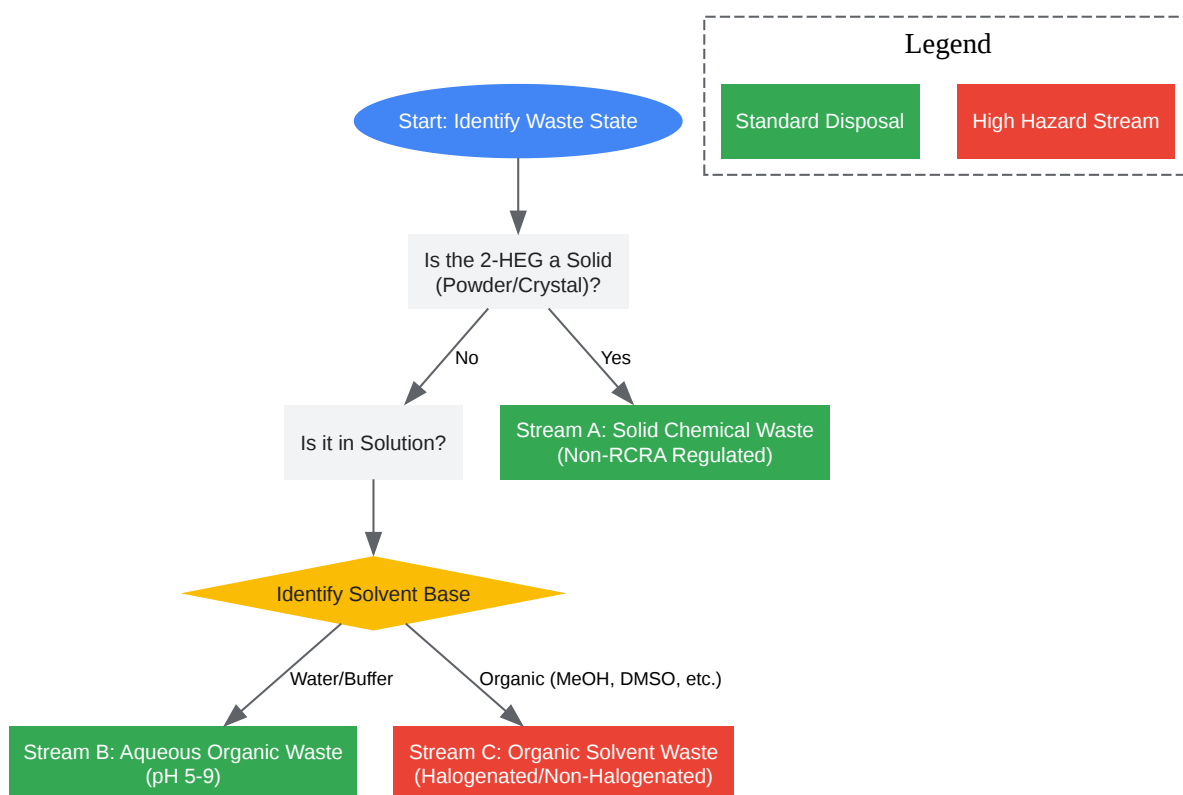 Legend
Standard Disposal
High Hazard Stream
Start: Identify Waste State
Is the 2-HEG a Solid
(Powder/Crystal)?
No
Yes
Is it in Solution?
Stream A: Solid Chemical Waste
(Non-RCRA Regulated)
Identify Solvent Base
Water/Buffer
Organic (MeOH, DMSO, etc.)
Stream B: Aqueous Organic Waste
(pH 5-9)
Stream C: Organic Solvent Waste
(Halogenated/Non-Halogenated)